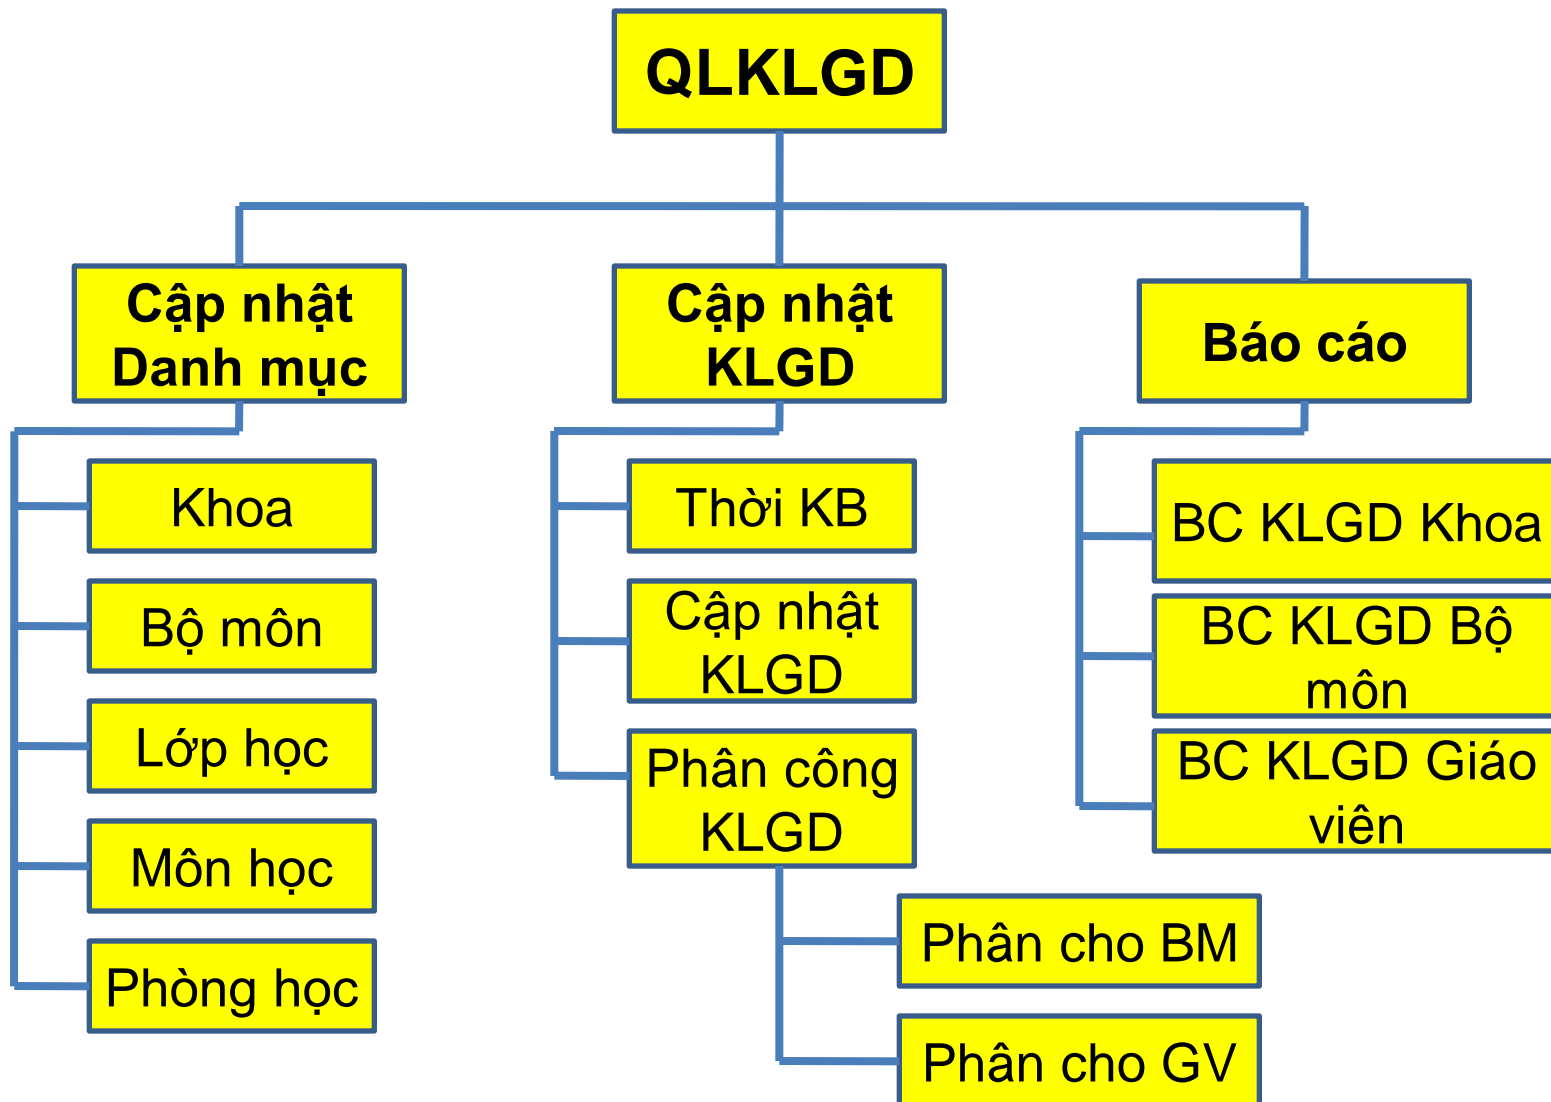 QLKLGD
Cập nhật
Danh mục
Khoa
Bộ môn
Lớp học
Môn học
Phòng học
Cập nhật
KLGD
Thời KB
Cập nhật
KLGD
Phân công
KLGD
Phân cho BM
Phân cho GV
Báo cáo
BC KLGD Khoa
BC KLGD Bộ
môn
BC KLGD Giáo
viên